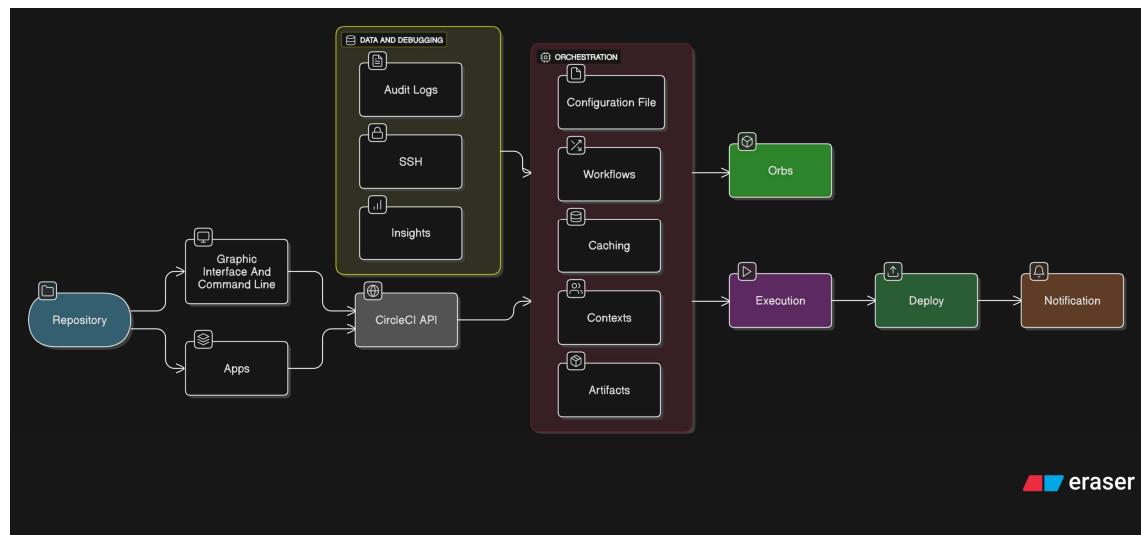 DATA AND DEBUGGING
Audit Logs
SSH
Insights
ORCHESTRATION
Configuration File
Workflows
Caching
Contexts
Artifacts
Orbs
Repository
Graphic
Interface And
Command Line
Apps
CircleCI API
Execution
Deploy
Notification
eraser